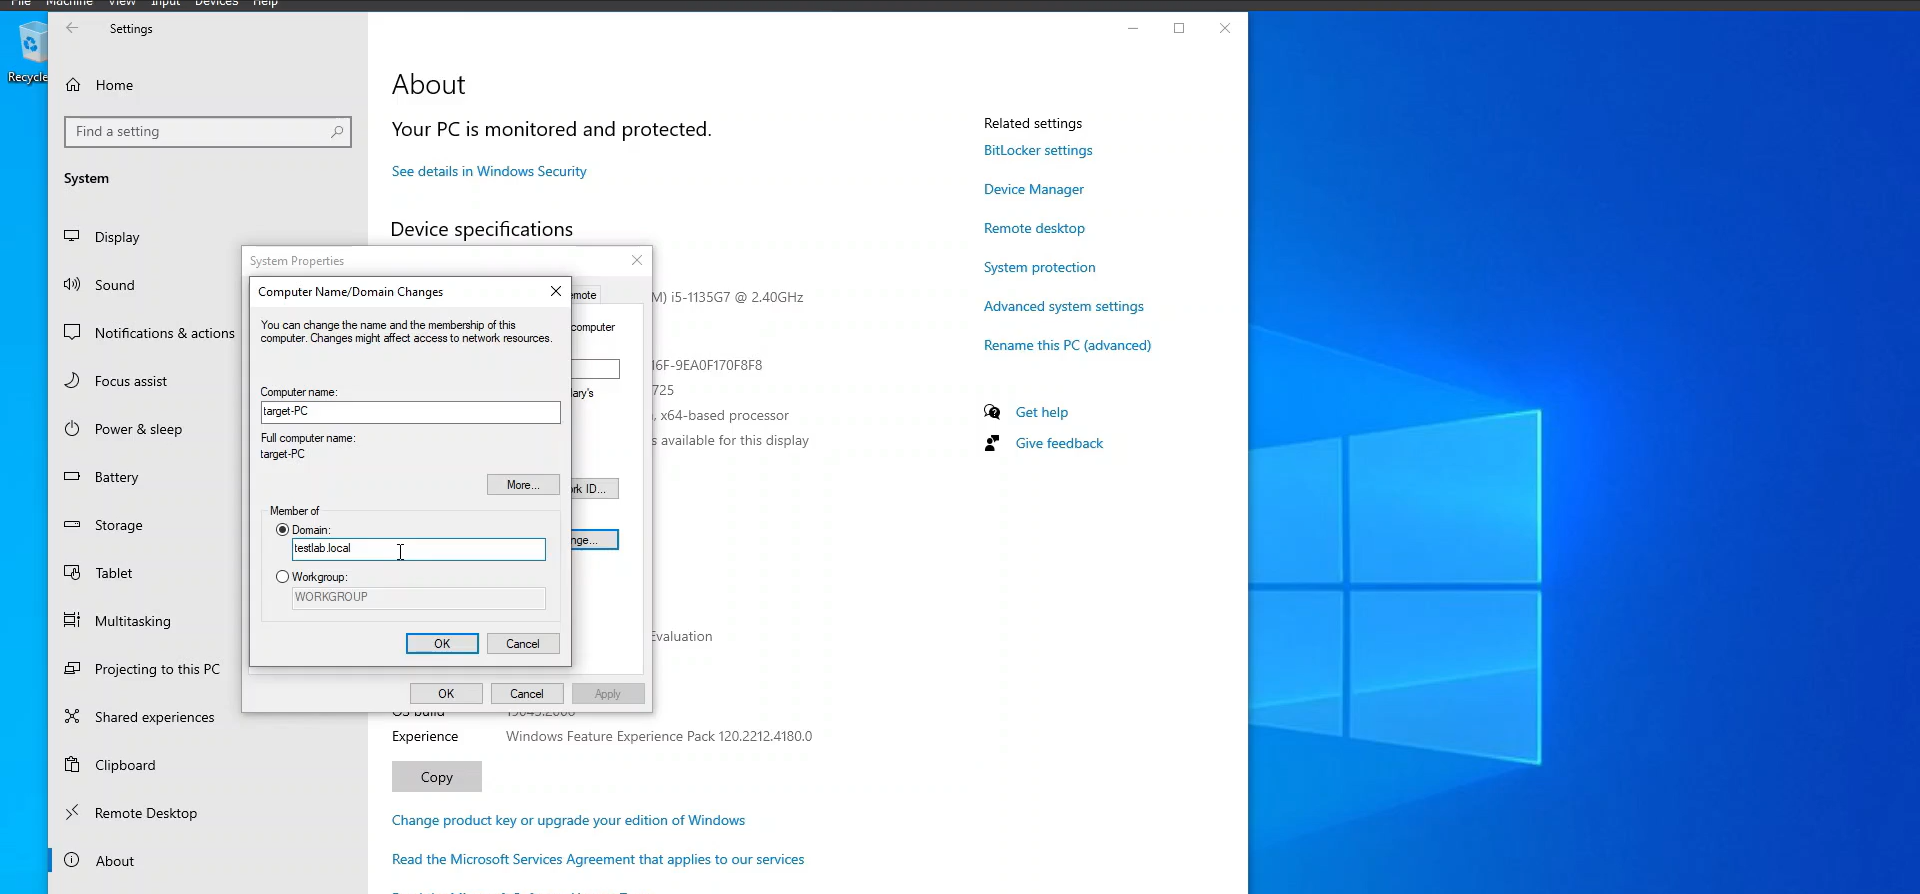 File Machine View Input Devices Help
Recycle
Settings
Home
Find a setting
System
Display
Sound
Notifications & actions
Focus assist
Power & sleep
Battery
Storage
Tablet
Multitasking
Projecting to this PC
Shared experiences
Clipboard
Remote Desktop
About
About
Your PC is monitored and protected.
See details in Windows Security
Device specifications
M) i5-1135G7 @ 2.40GHz
16F-9EA0F170F8F8
725
, x64-based processor
s available for this display
Evaluation
System Properties
emote
computer
ary's
rk ID...
nge...
OK
Cancel
Apply
Computer Name/Domain Changes
You can change the name and the membership of this
computer. Changes might affect access to network resources.
Computer name:
target-PC
Full computer name:
target-PC
More...
Member of
Domain:
testlab.local
Workgroup:
WORKGROUP
OK
Cancel
OS build
Experience Windows Feature Experience Pack 120.2212.4180.0
Copy
Change product key or upgrade your edition of Windows
Read the Microsoft Services Agreement that applies to our services
Related settings
BitLocker settings
Device Manager
Remote desktop
System protection
Advanced system settings
Rename this PC (advanced)
Get help
Give feedback